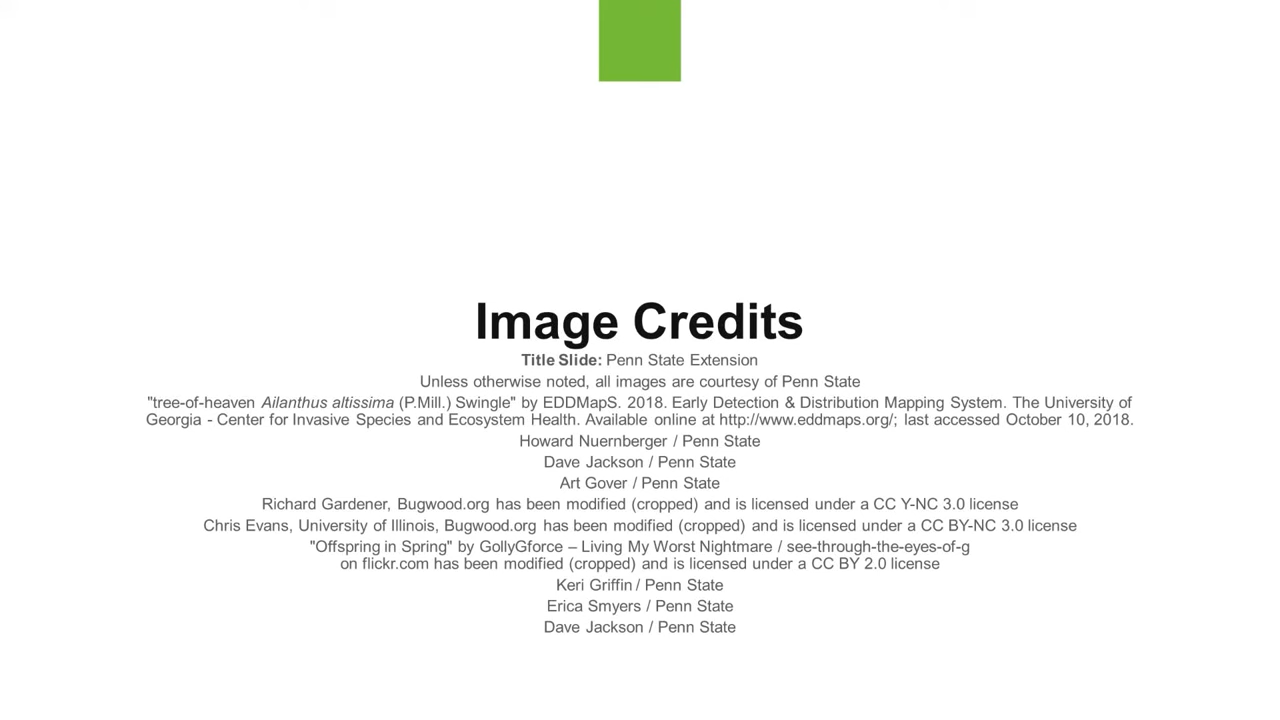 Image Credits
Title Slide: Penn State Extension
Unless otherwise noted, all images are courtesy of Penn State
"tree-of-heaven Ailanthus altissima (P.Mill.) Swingle" by EDDMapS. 2018. Early Detection & Distribution Mapping System. The University of
Georgia - Center for Invasive Species and Ecosystem Health. Available online at http://www.eddmaps.org/; last accessed October 10, 2018.
Howard Nuernberger / Penn State
Dave Jackson / Penn State
Art Gover / Penn State
Richard Gardener, Bugwood.org has been modified (cropped) and is licensed under a CC Y-NC 3.0 license
Chris Evans, University of Illinois, Bugwood.org has been modified (cropped) and is licensed under a CC BY-NC 3.0 license
"Offspring in Spring" by GollyGforce – Living My Worst Nightmare / see-through-the-eyes-of-g
on flickr.com has been modified (cropped) and is licensed under a CC BY 2.0 license
Keri Griffin / Penn State
Erica Smyers / Penn State
Dave Jackson / Penn State